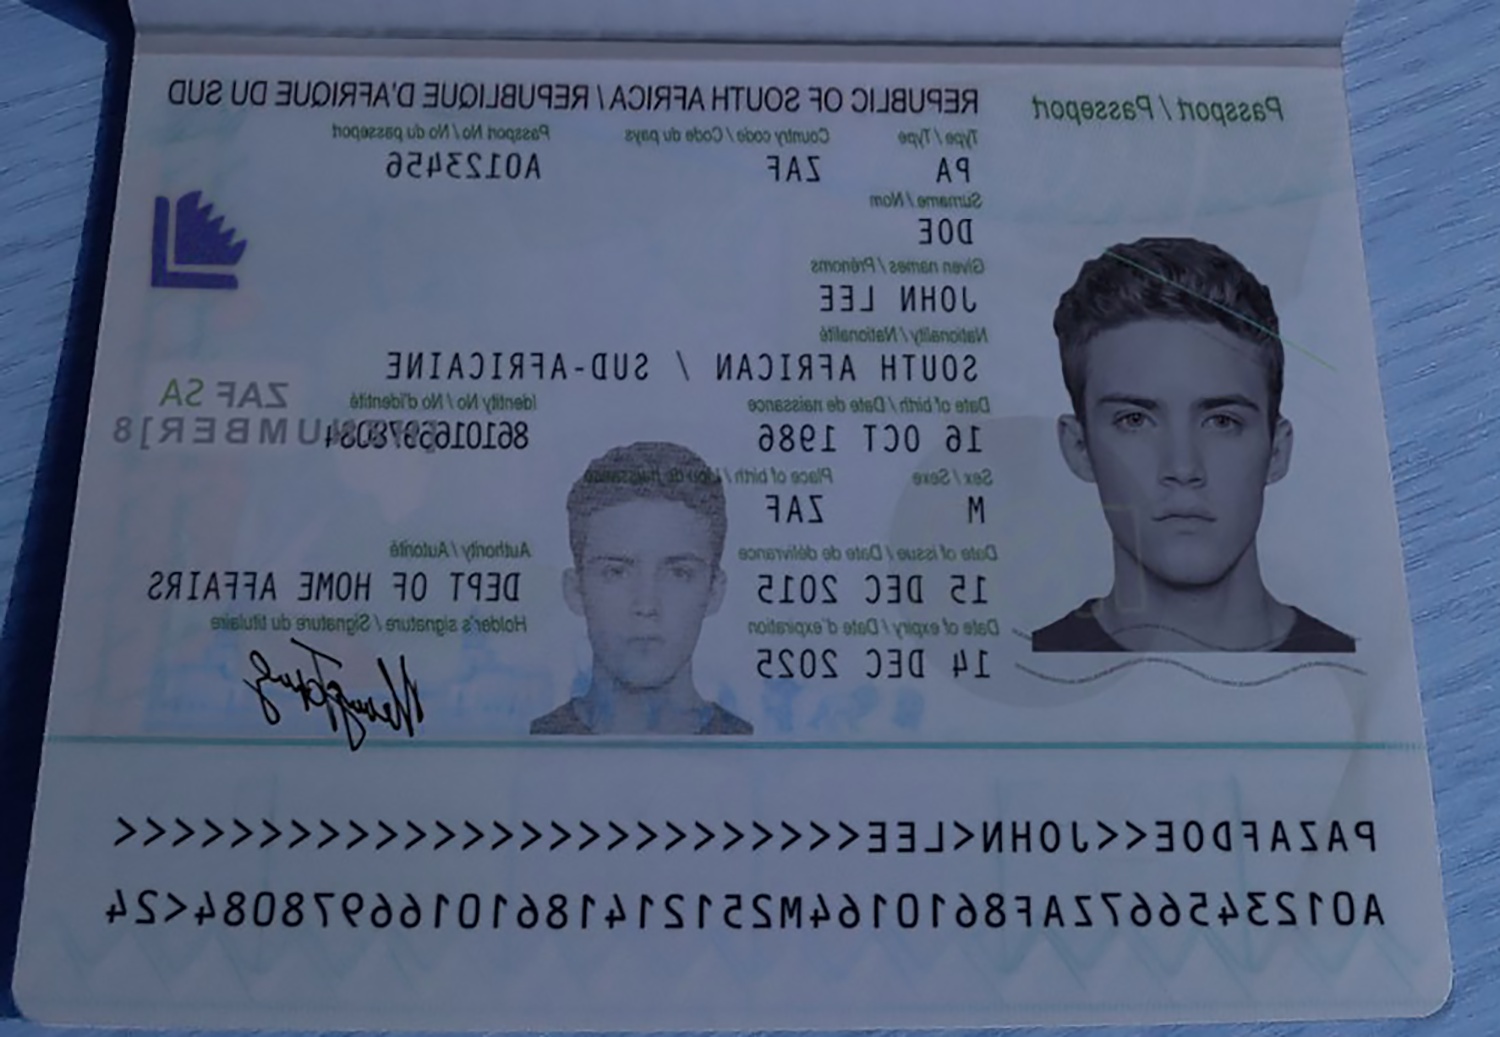 Passport / Passeport
REPUBLIC OF SOUTH AFRICA / REPUBLIQUE D'AFRIQUE DU SUD
Type / Type Country code / Code du pays Passport No / No du passeport
PA ZAF A0123456
Surname / Nom
DOE
Given names / Prénoms
JOHN LEE
Nationality / Nationalité
SOUTH AFRICAN / SUD-AFRICAINE
Date of birth / Date de naissance Identity No / No d'identité
ZAF SA
16 OCT 1986
Sex / Sexe Place of birth / Lieu de naissance
M ZAF
Date of issue / Date de délivrance Authority / Autorité
15 DEC 2015 DEPT OF HOME AFFAIRS
Date of expiry / Date d'expiration Holder's signature / Signature du titulaire
14 DEC 2025
PAZAFDOE<<JOHN<LEE<<<<<<<<<<<<<<<<<<<<<<<<<<
A012345667ZAF8610164M25121418610166978084<24